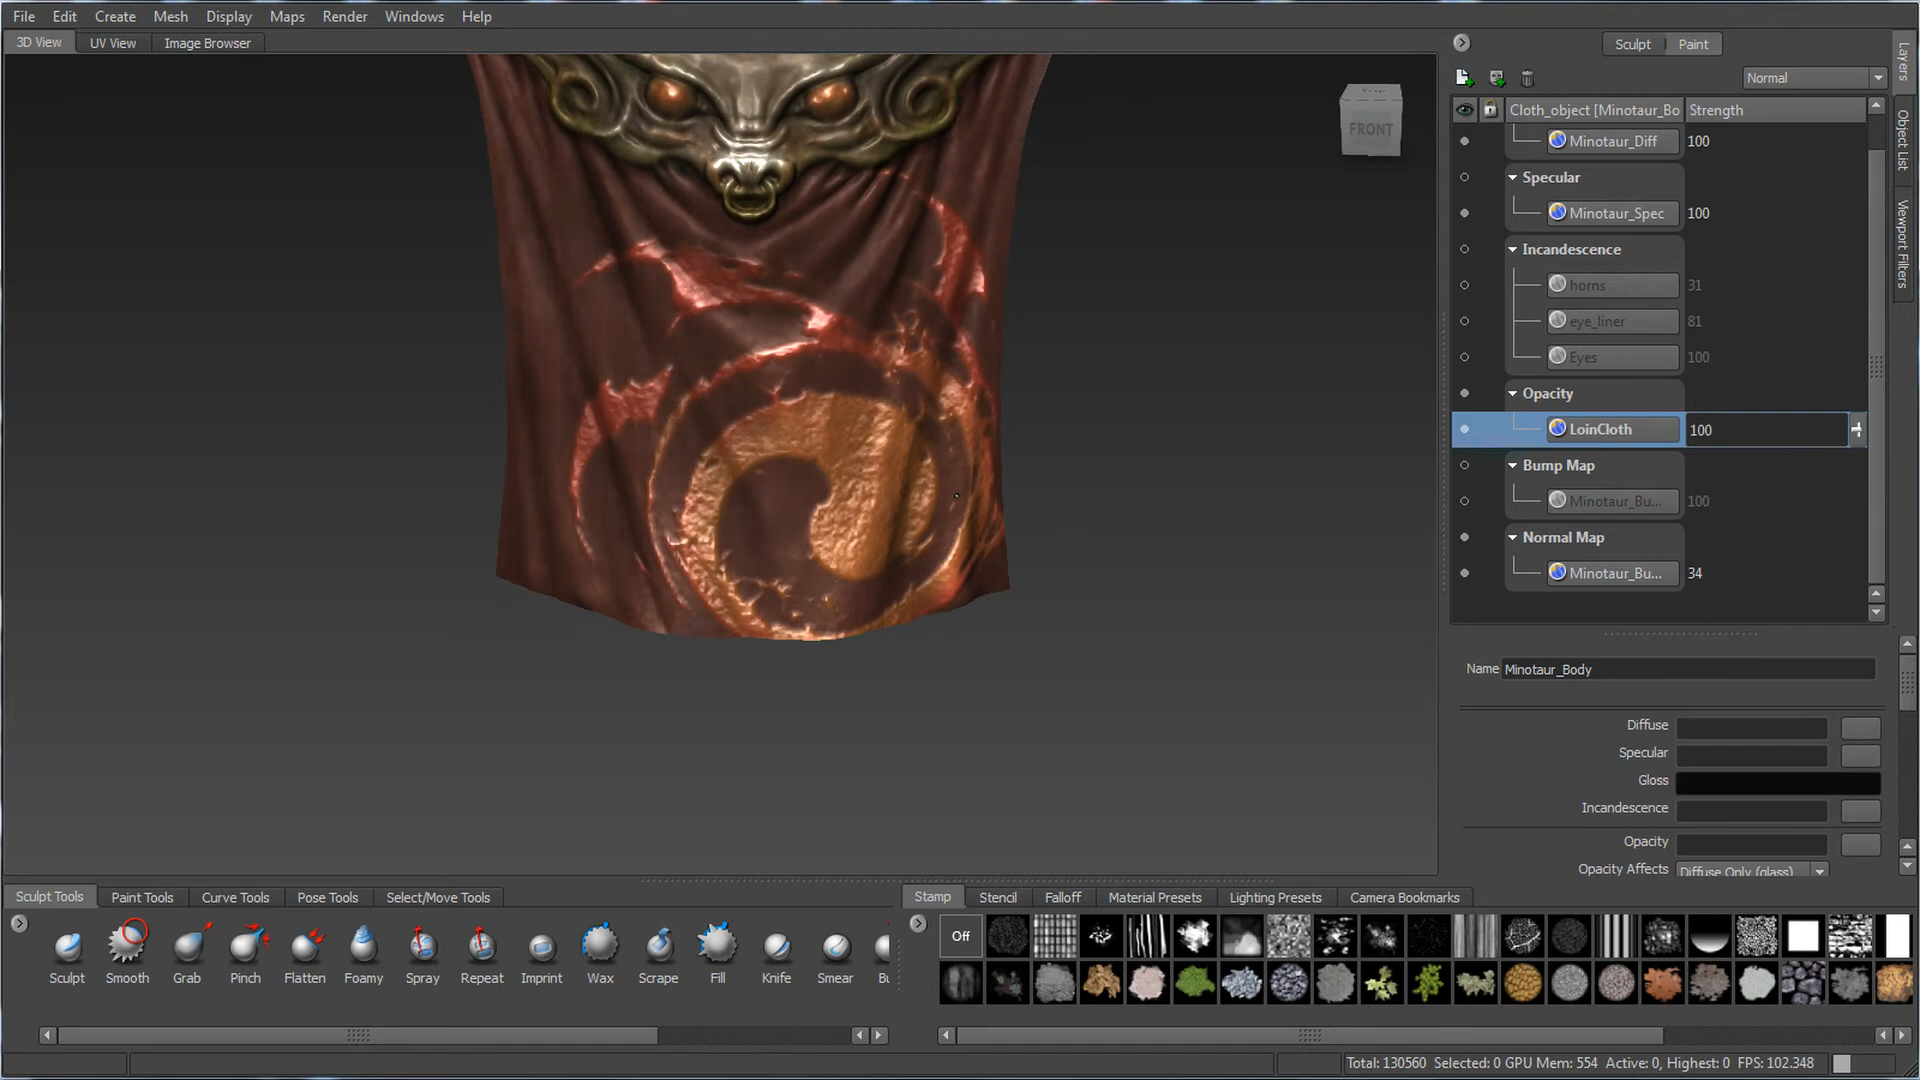 File Edit Create Mesh Display Maps Render Windows Help
3D View UV View Image Browser
Sculpt Paint
Normal
Cloth_object [Minotaur_Bo Strength
Minotaur_Diff 100
Specular
Minotaur_Spec 100
Incandescence
horns 31
eye_liner 81
Eyes 100
Opacity
LoinCloth 100
Bump Map
Minotaur_Bu... 100
Normal Map
Minotaur_Bu... 34
Layers
Object List
Viewport Filters
FRONT
Name Minotaur_Body
Diffuse
Specular
Gloss
Incandescence
Opacity
Opacity Affects Diffuse Only (glass)
Sculpt Tools Paint Tools Curve Tools Pose Tools Select/Move Tools
Sculpt Smooth Grab Pinch Flatten Foamy Spray Repeat Imprint Wax Scrape Fill Knife Smear Bu
Stamp Stencil Falloff Material Presets Lighting Presets Camera Bookmarks
Off
Total: 130560 Selected: 0 GPU Mem: 554 Active: 0, Highest: 0 FPS: 102.348